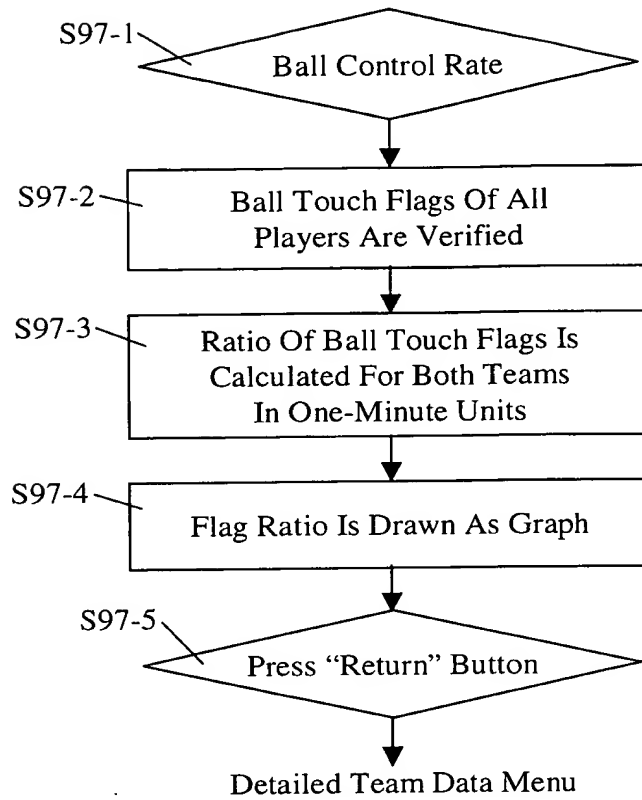 S97-1
Ball Control Rate
S97-2
Ball Touch Flags Of All
Players Are Verified
S97-3
Ratio Of Ball Touch Flags Is
Calculated For Both Teams
In One-Minute Units
S97-4
Flag Ratio Is Drawn As Graph
S97-5
Press “Return” Button
Detailed Team Data Menu